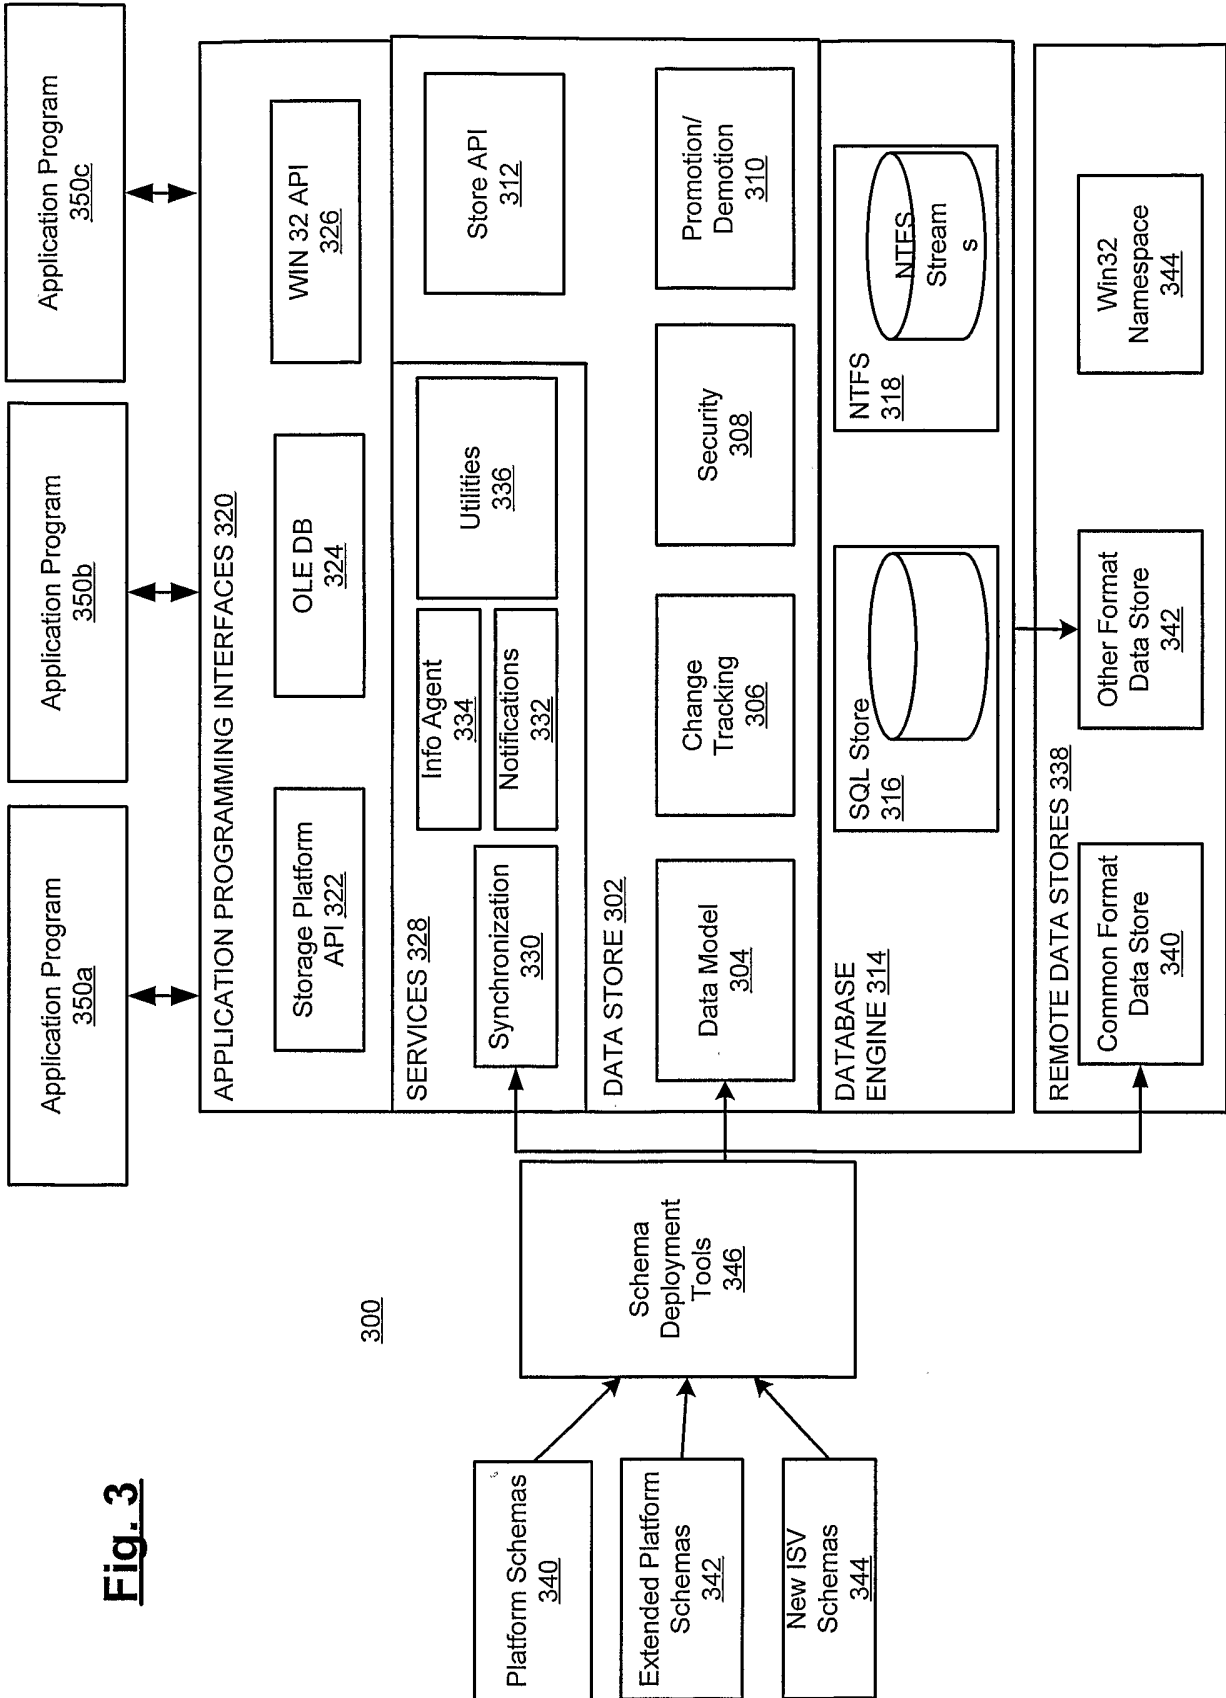 Application Program
350a
Application Program
350b
Application Program
350c
APPLICATION PROGRAMMING INTERFACES 320
Storage Platform
API 322
OLE DB
324
WIN 32 API
326
SERVICES 328
Synchronization
330
Info Agent
334
Notifications
332
Utilities
336
Store API
312
DATA STORE 302
Data Model
304
Change
Tracking
306
Security
308
Promotion/
Demotion
310
DATABASE
ENGINE 314
SQL Store
316
NTFS
318
NTFS
Stream
s
REMOTE DATA STORES 338
Common Format
Data Store
340
Other Format
Data Store
342
Win32
Namespace
344
300
Schema
Deployment
Tools
346
Platform Schemas
340
Extended Platform
Schemas
342
New ISV
Schemas
344
Fig. 3